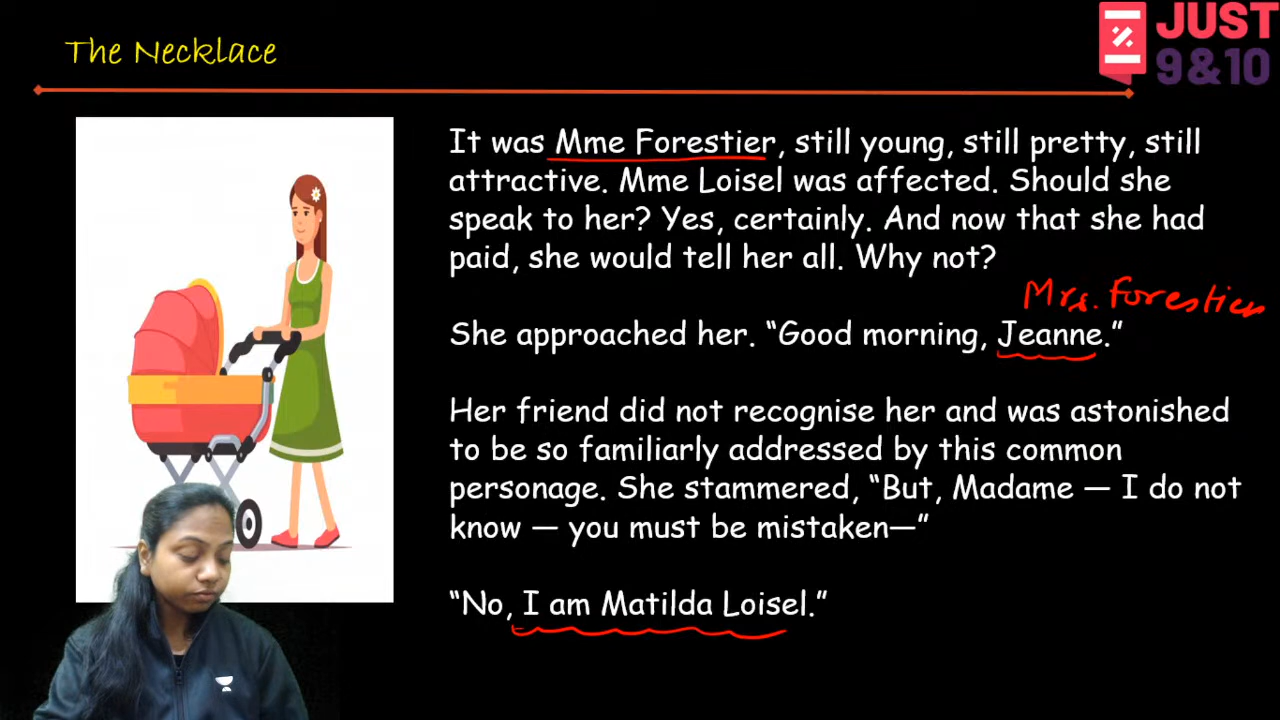 The Necklace
JUST
9&10
It was Mme Forestier, still young, still pretty, still
attractive. Mme Loisel was affected. Should she
speak to her? Yes, certainly. And now that she had
paid, she would tell her all. Why not?
Mrs. Forestier
She approached her. “Good morning, Jeanne.”
Her friend did not recognise her and was astonished
to be so familiarly addressed by this common
personage. She stammered, “But, Madame — I do not
know — you must be mistaken—”
“No, I am Matilda Loisel.”